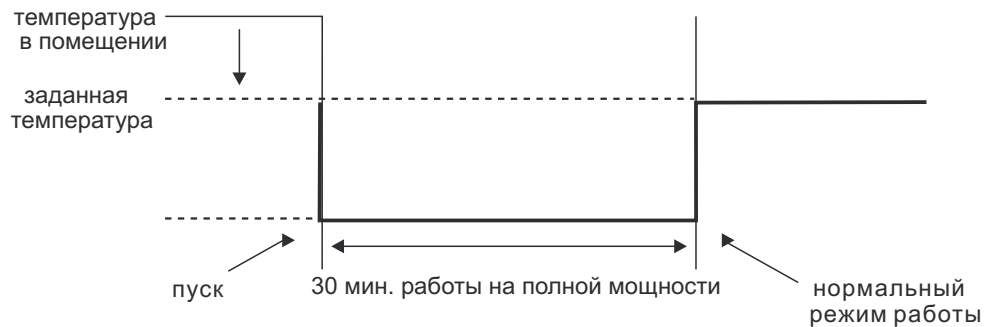 температура
в помещении
заданная
температура
пуск
30 мин. работы на полной мощности
нормальный
режим работы